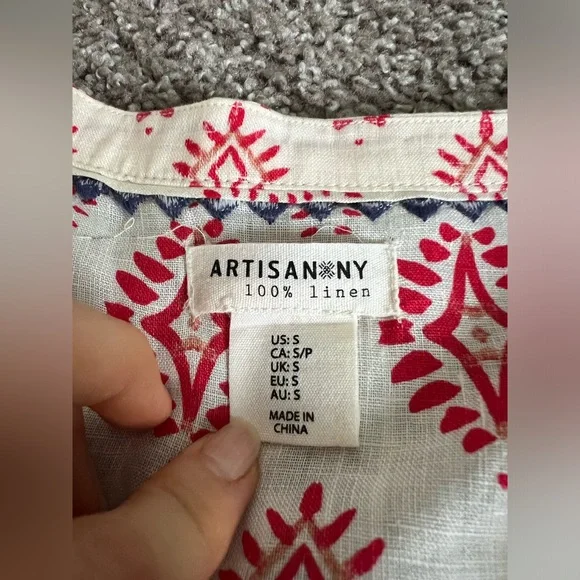 ARTISAN NY
100% linen
US: S
CA: S/P
UK: S
EU: S
AU: S
MADE IN
CHINA